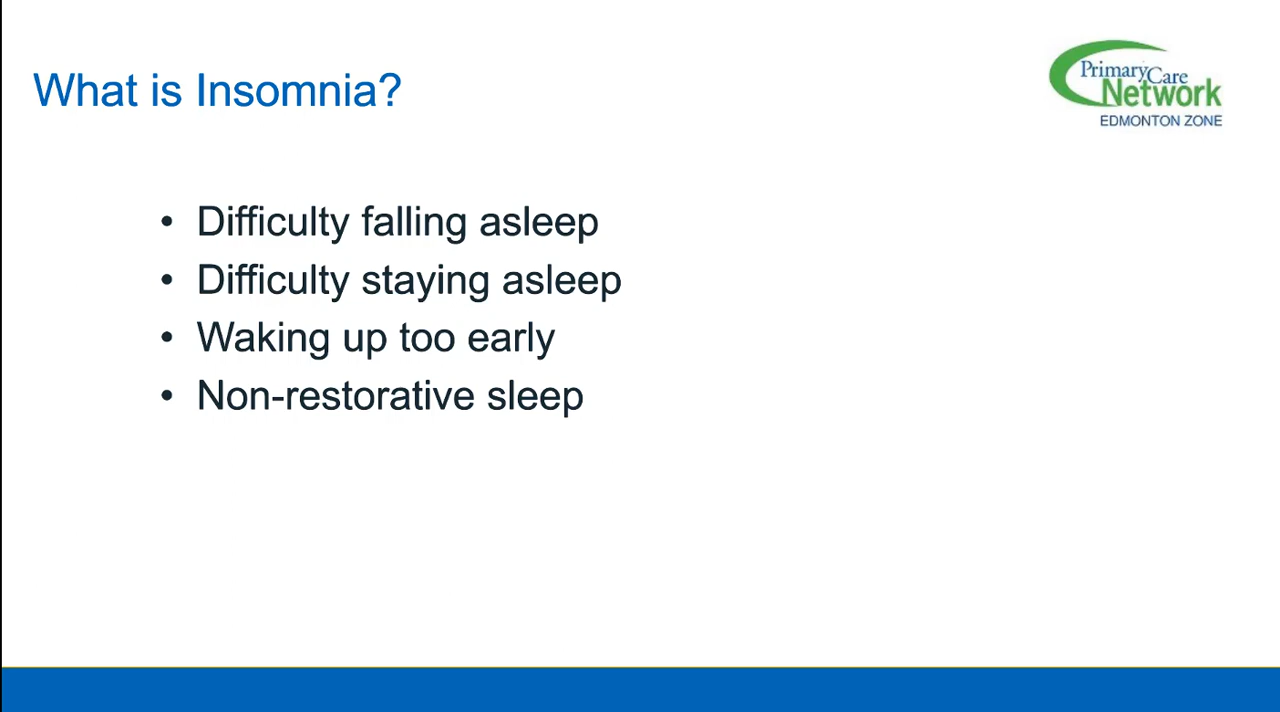 What is Insomnia?
Primary Care
Network
EDMONTON ZONE
• Difficulty falling asleep
• Difficulty staying asleep
• Waking up too early
• Non-restorative sleep